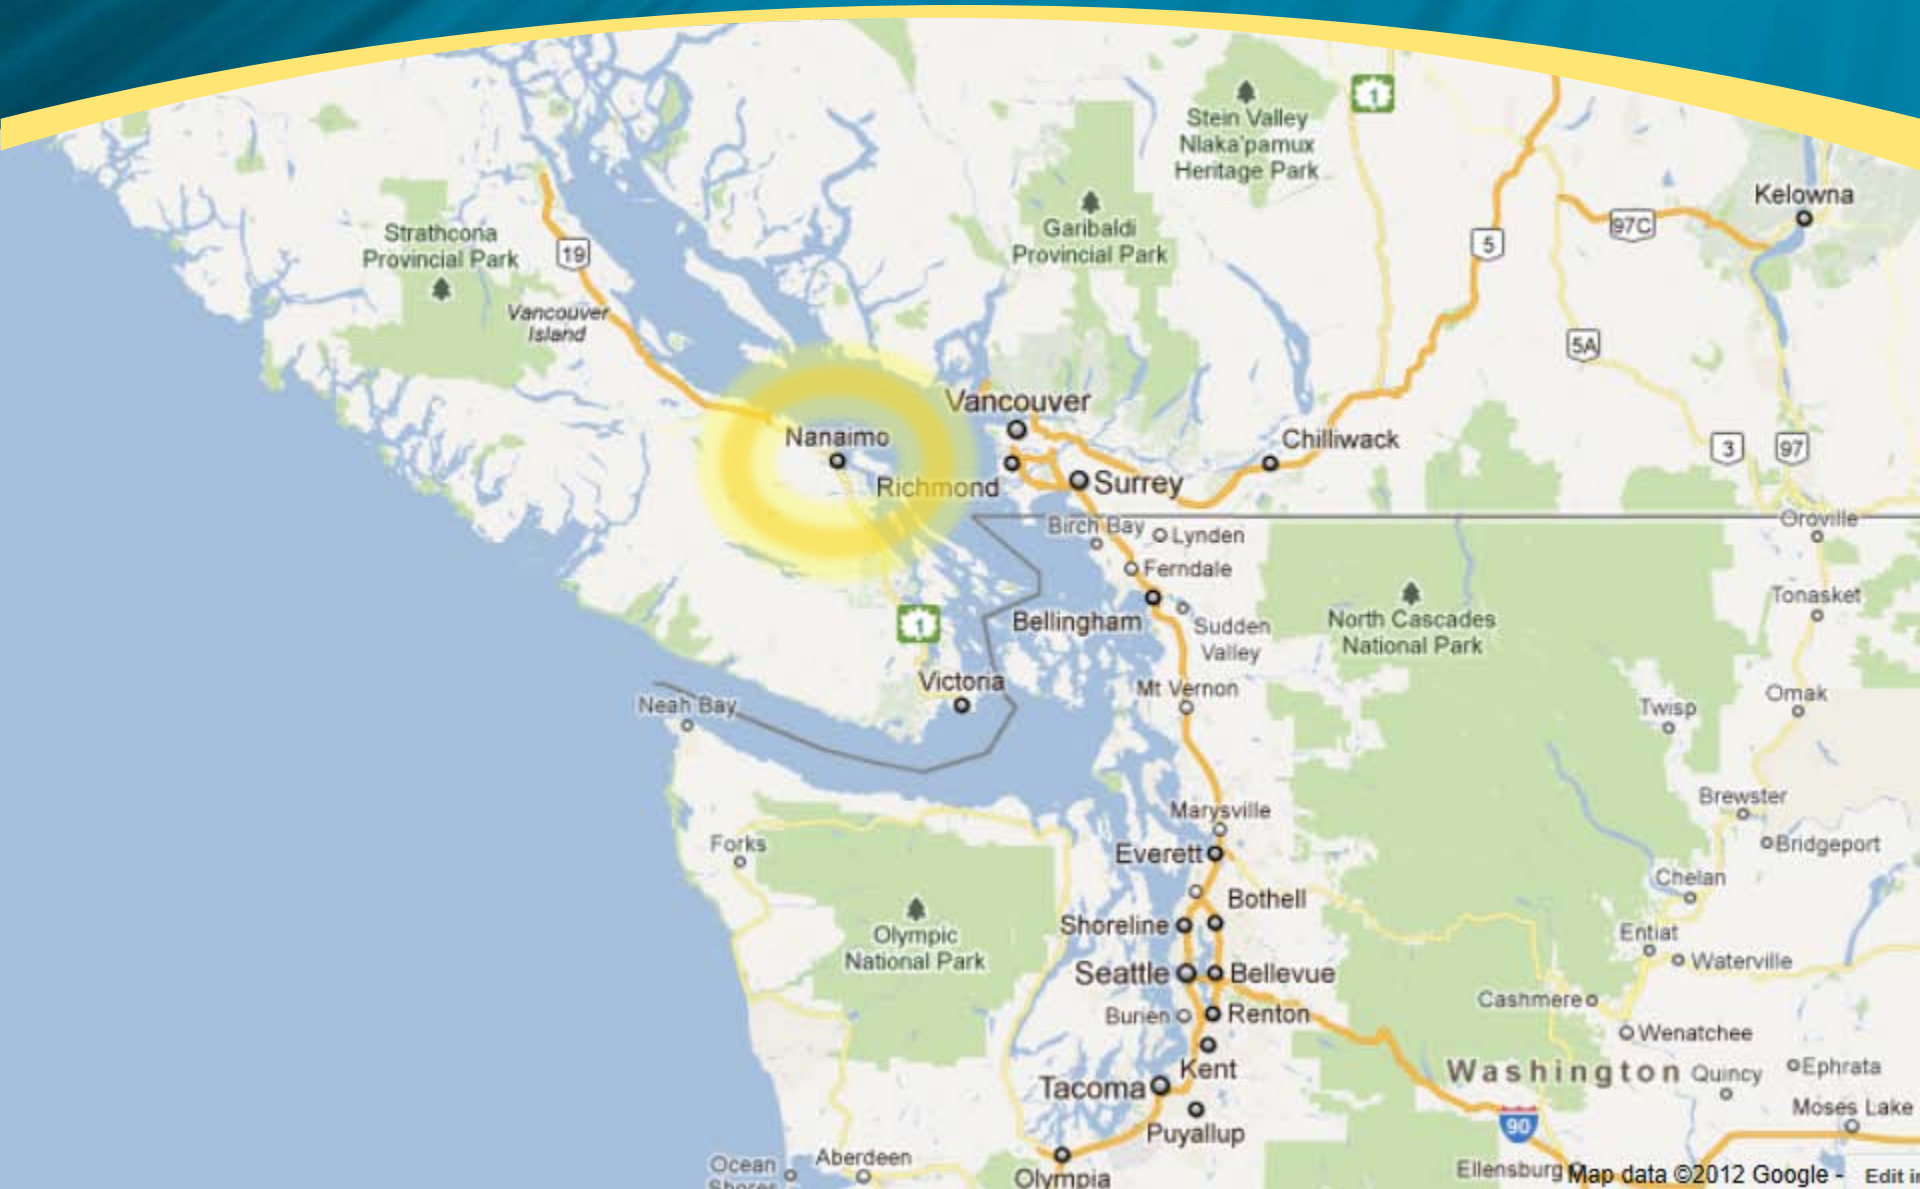 1
Stein Valley
Nlaka'pamux
Heritage Park
Kelowna
97C
Strathcona
Provincial Park
19
Garibaldi
Provincial Park
5
Vancouver
Island
5A
Vancouver
Nanaimo
Chilliwack
3
97
Richmond
Surrey
Birch Bay
Lynden
Oroville
Ferndale
Tonasket
Bellingham
1
Sudden
Valley
North Cascades
National Park
Victoria
Mt Vernon
Neah Bay
Twisp
Omak
Marysville
Brewster
Forks
Everett
Bridgeport
Chelan
Bothell
Shoreline
Olympic
National Park
Entiat
Waterville
Seattle
Bellevue
Cashmere
Burien
Renton
Wenatchee
Kent
Washington
Quincy
Ephrata
Tacoma
Moses Lake
Puyallup
90
Ocean
Shores
Aberdeen
Olympia
Ellensburg
Map data ©2012 Google -
Edit i